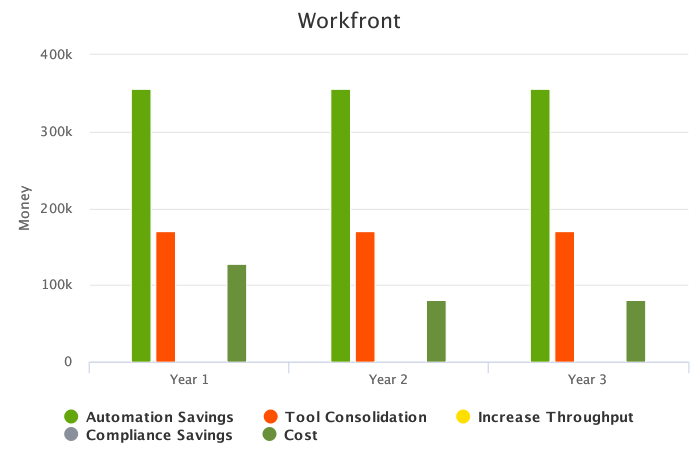 Workfront
400k
300k
200k
100k
0
Money
Year 1 Year 2 Year 3
Automation Savings Tool Consolidation Increase Throughput
Compliance Savings Cost